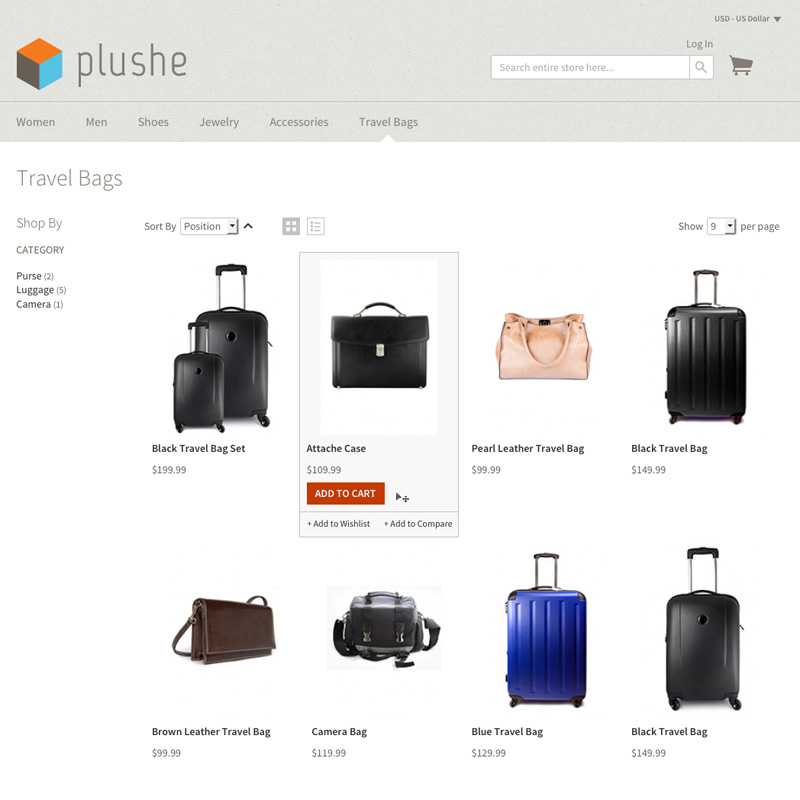 USD - US Dollar
plushe
Log In
Search entire store here...
Women Men Shoes Jewelry Accessories Travel Bags
Travel Bags
Shop By
CATEGORY
Purse (2)
Luggage (5)
Camera (1)
Sort By Position
Show 9 per page
Black Travel Bag Set
$199.99
Attache Case
$109.99
ADD TO CART
+ Add to Wishlist + Add to Compare
Pearl Leather Travel Bag
$99.99
Black Travel Bag
$149.99
Brown Leather Travel Bag
$99.99
Camera Bag
$119.99
Blue Travel Bag
$129.99
Black Travel Bag
$149.99